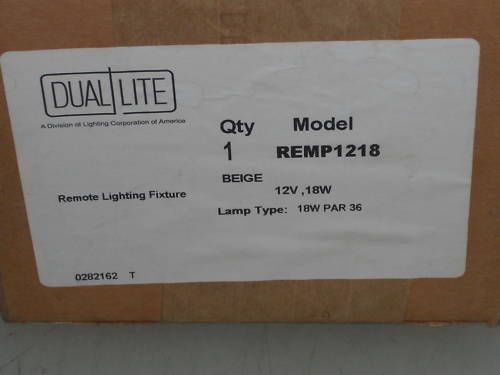 DUAL LITE
A Division of Lighting Corporation of America
Qty Model
1 REMP1218
BEIGE
12V ,18W
Remote Lighting Fixture
Lamp Type: 18W PAR 36
0282162 T